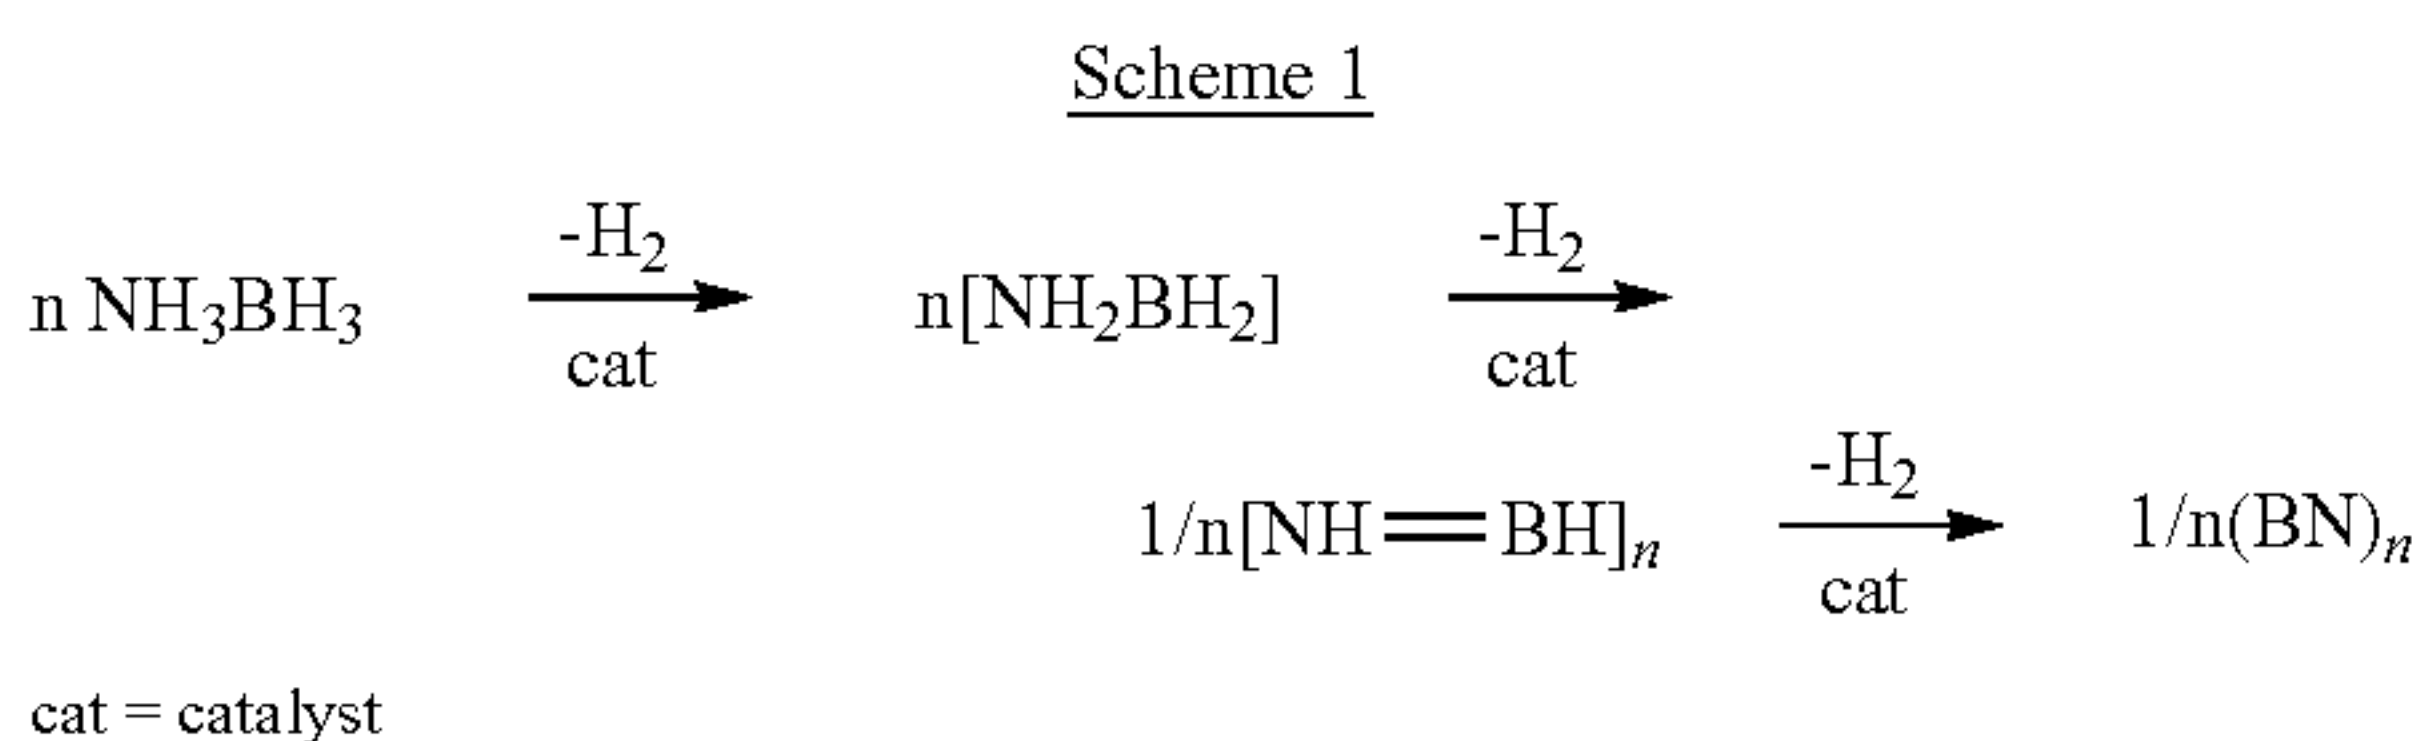 Scheme 1
-H₂ -H₂
n NH₃BH₃ n[NH₂BH₂]
cat cat
-H₂
1/n[NH=BH]ₙ 1/n(BN)ₙ
cat
cat = catalyst